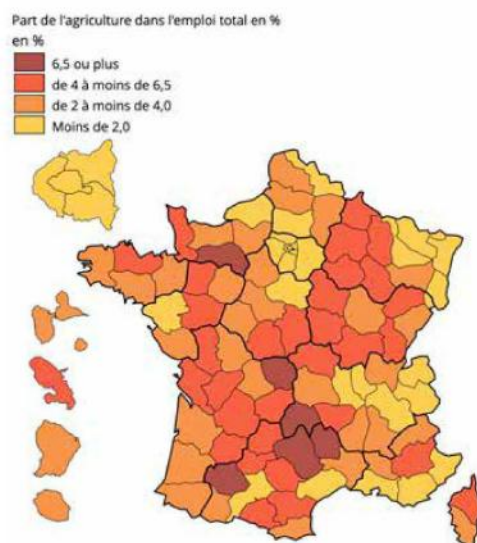 Part de l'agriculture dans l'emploi total en %
en %
6,5 ou plus
de 4 à moins de 6,5
de 2 à moins de 4,0
Moins de 2,0